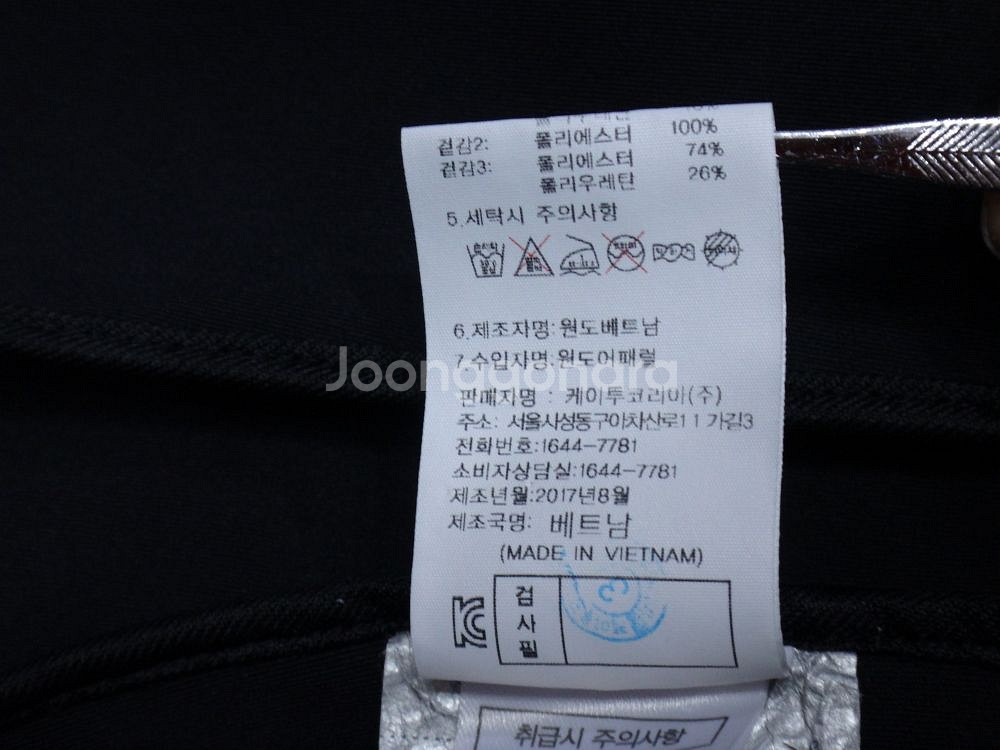 겉감2: 폴리에스터 100%
겉감3: 폴리에스터 74%
폴리우레탄 26%
5.세탁시 주의사항
6.제조자명:원도베트남
7.수입자명:원도어패럴
Joonggonara
판매자명 : 케이투코리아(주)
주소: 서울시성동구아차산로11 가길3
전화번호:1644-7781
소비자상담실:1644-7781
제조년월:2017년8월
제조국명: 베트남
(MADE IN VIETNAM)
검사필
3
취급시 주의사항